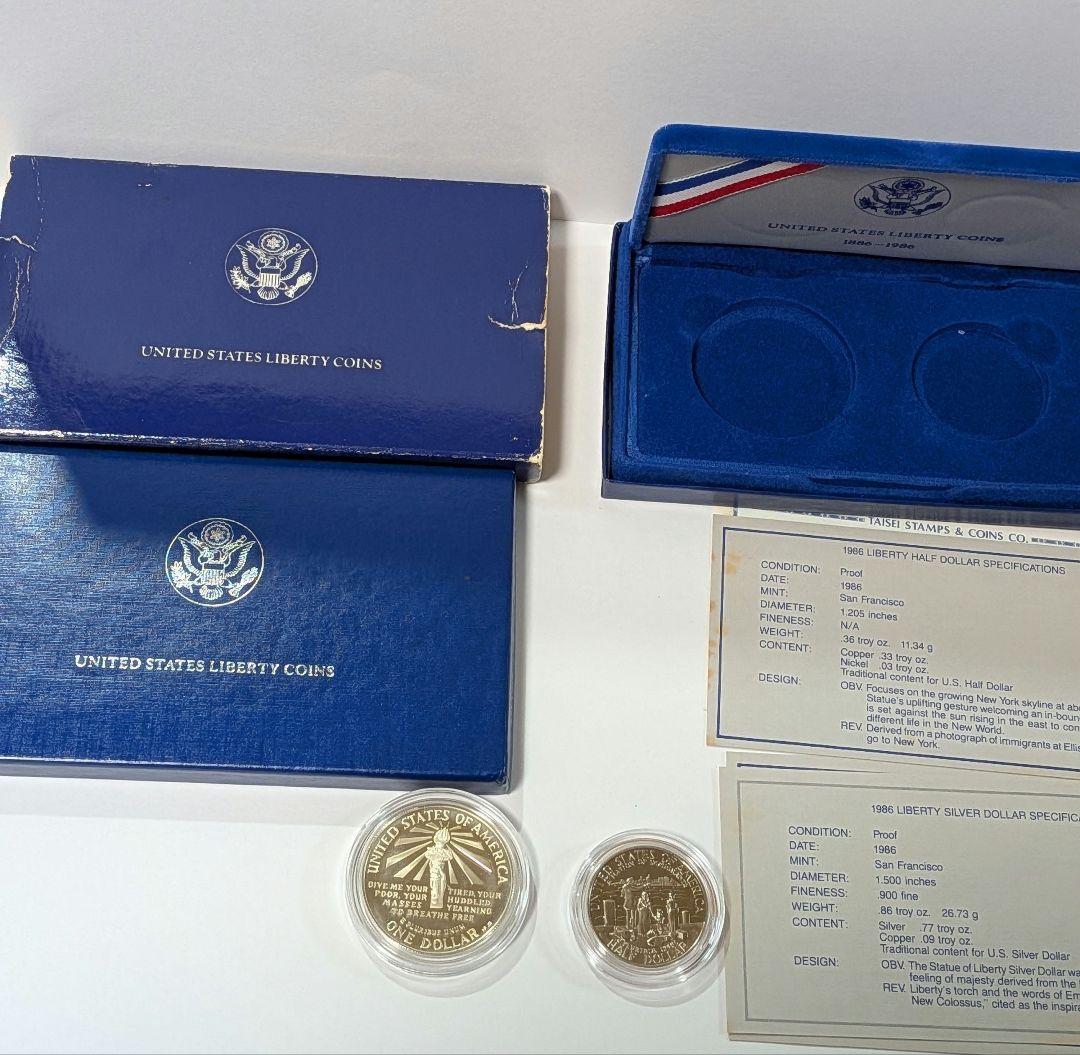 UNITED STATES LIBERTY COINS
UNITED STATES LIBERTY COINS
UNITED STATES LIBERTY COINS
1886-1986
TAISEI STAMPS & COINS CO.
1986 LIBERTY HALF DOLLAR SPECIFICATIONS
CONDITION: Proof
DATE: 1986
MINT: San Francisco
DIAMETER: 1.205 inches
FINENESS: N/A
WEIGHT: .36 troy oz. 11.34 g
CONTENT: Copper .33 troy oz.
Nickel .03 troy oz.
Traditional content for U.S. Half Dollar
DESIGN: OBV. Focuses on the growing New York skyline at
Statue's uplifting gesture welcoming an
is set against the sun rising in the east to
different life in the New World.
REV. Derived from a photograph of immigrants at
go to New York.
1986 LIBERTY SILVER DOLLAR
CONDITION: Proof
DATE: 1986
MINT: San Francisco
DIAMETER: 1.500 inches
FINENESS: .900 fine
WEIGHT: .86 troy oz. 26.73 g
CONTENT: Silver .77 troy oz.
Copper .09 troy oz.
Traditional content for U.S. Silver Dollar
DESIGN: OBV. The Statue of Liberty Silver Dollar
feeling of majesty derived from the
REV. Liberty's torch and the words of
New Colossus," cited as the
UNITED STATES OF AMERICA
GIVE ME YOUR TIRED, YOUR
POOR, YOUR HUDDLED
MASSES YEARNING
TO BREATHE FREE
E PLURIBUS UNUM
ONE DOLLAR
UNITED STATES OF AMERICA
HALF DOLLAR